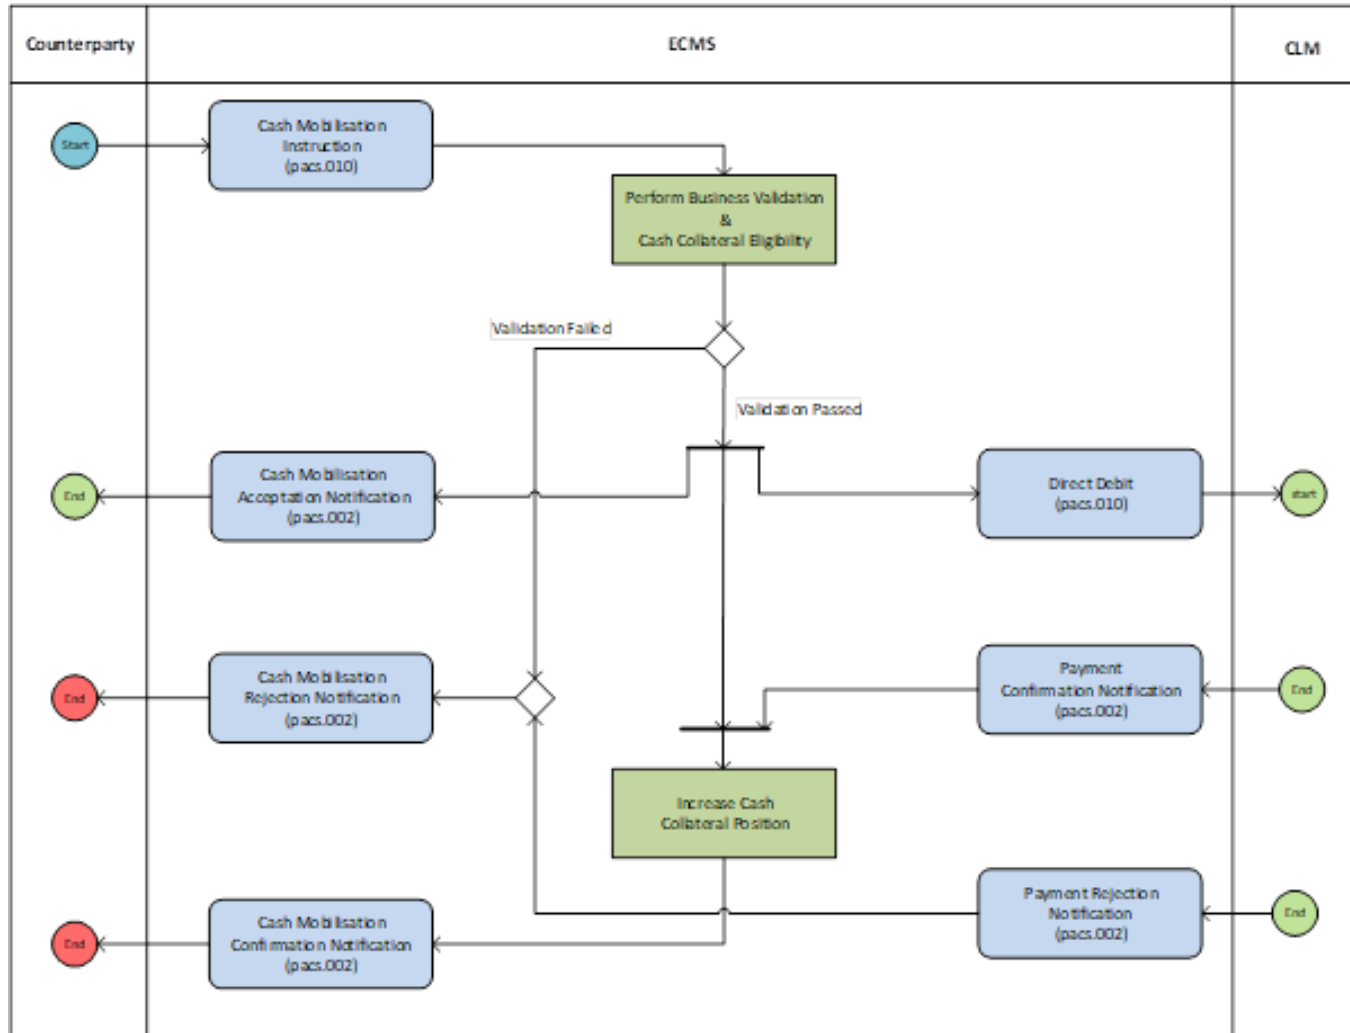 Counterparty
ECMS
CLM
Start
Cash Mobilisation
Instruction
(pacs.010)
Perform Business Validation
&
Cash Collateral Eligibility
Validation Failed
Validation Passed
End
Cash Mobilisation
Acceptation Notification
(pacs.002)
Direct Debit
(pacs.010)
start
End
Cash Mobilisation
Rejection Notification
(pacs.002)
Payment
Confirmation Notification
(pacs.002)
End
Increase Cash
Collateral Position
End
Cash Mobilisation
Confirmation Notification
(pacs.002)
Payment Rejection
Notification
(pacs.002)
End